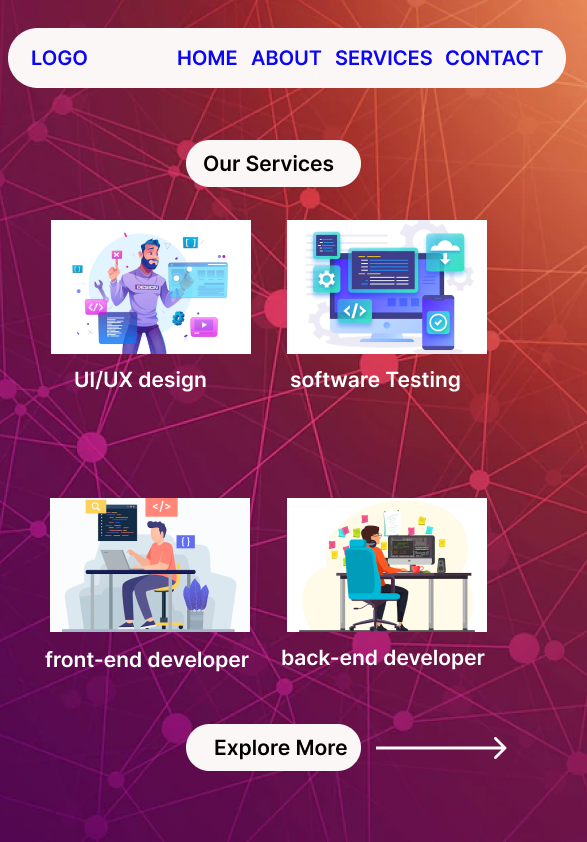 LOGO HOME ABOUT SERVICES CONTACT
Our Services
UI/UX design software Testing
front-end developer back-end developer
Explore More